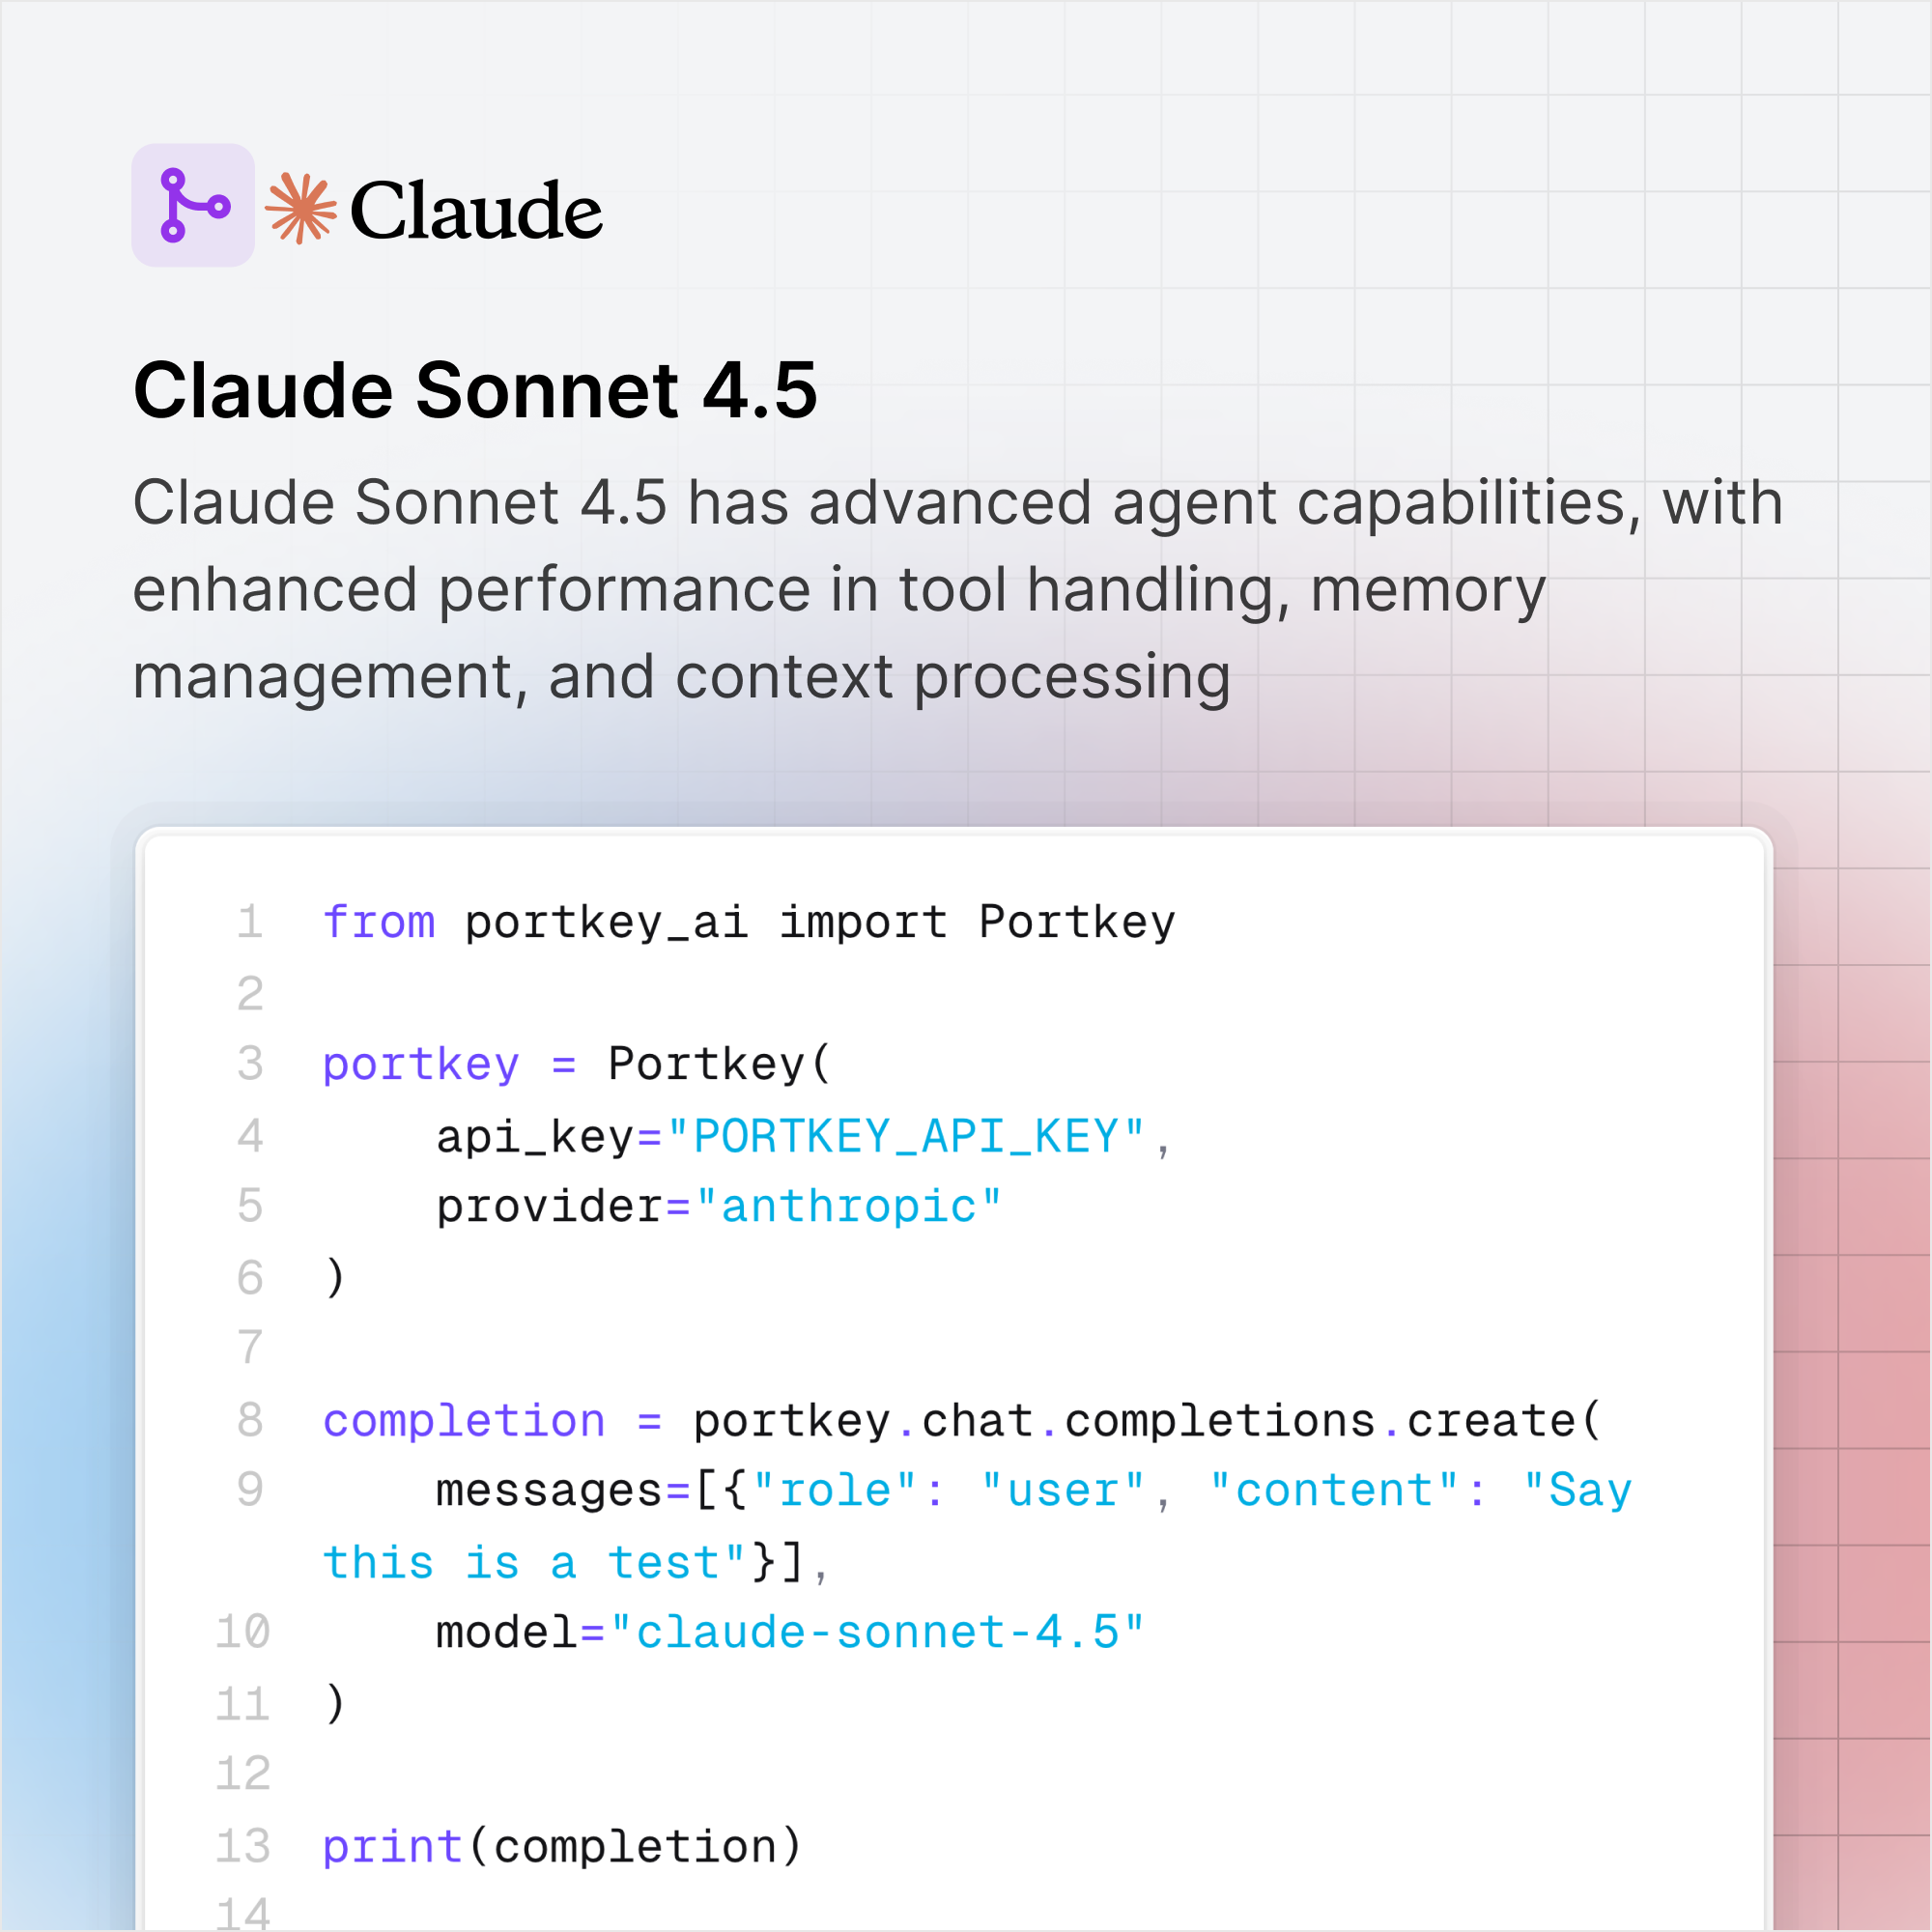 Claude
Claude Sonnet 4.5
Claude Sonnet 4.5 has advanced agent capabilities, with
enhanced performance in tool handling, memory
management, and context processing
1 from portkey_ai import Portkey
2
3 portkey = Portkey(
4     api_key="PORTKEY_API_KEY",
5     provider="anthropic"
6 )
7
8 completion = portkey.chat.completions.create(
9     messages=[{"role": "user", "content": "Say
this is a test"}],
10     model="claude-sonnet-4.5"
11 )
12
13 print(completion)
14